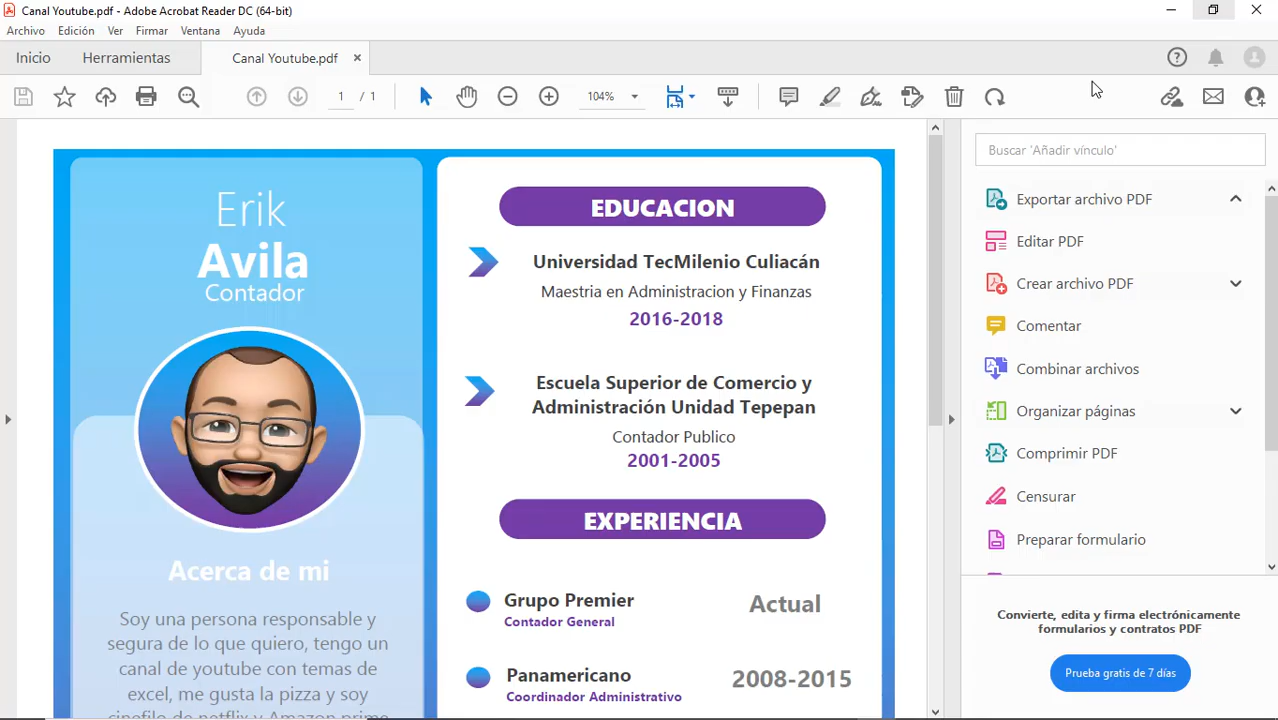 Canal Youtube.pdf - Adobe Acrobat Reader DC (64-bit)
Archivo Edición Ver Firmar Ventana Ayuda
Inicio Herramientas Canal Youtube.pdf ×
1 / 1 104%
Erik
Avila
Contador
Acerca de mi
Soy una persona responsable y
segura de lo que quiero, tengo un
canal de youtube con temas de
excel, me gusta la pizza y soy
cinefilo de netflix y Amazon prime
EDUCACION
Universidad TecMilenio Culiacán
Maestria en Administracion y Finanzas
2016-2018
Escuela Superior de Comercio y
Administración Unidad Tepepan
Contador Publico
2001-2005
EXPERIENCIA
Grupo Premier
Contador General
Actual
Panamericano
Coordinador Administrativo
2008-2015
Buscar 'Añadir vínculo'
Exportar archivo PDF
Editar PDF
Crear archivo PDF
Comentar
Combinar archivos
Organizar páginas
Comprimir PDF
Censurar
Preparar formulario
Convierte, edita y firma electrónicamente
formularios y contratos PDF
Prueba gratis de 7 días